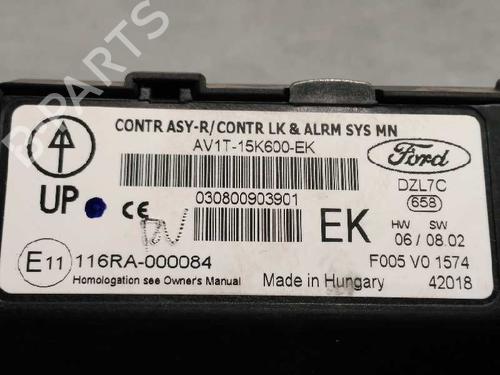 CONTR ASY-R/CONTR LK & ALRM SYS MN
AV1T-15K600-EK
Ford
DZL7C
658
UP
CE
030800903901
EK
HW SW
06 / 08.02
E11 116RA-000084
F005 V0 1574
Homologation see Owner's Manual
Made in Hungary
42018
B-PARTS